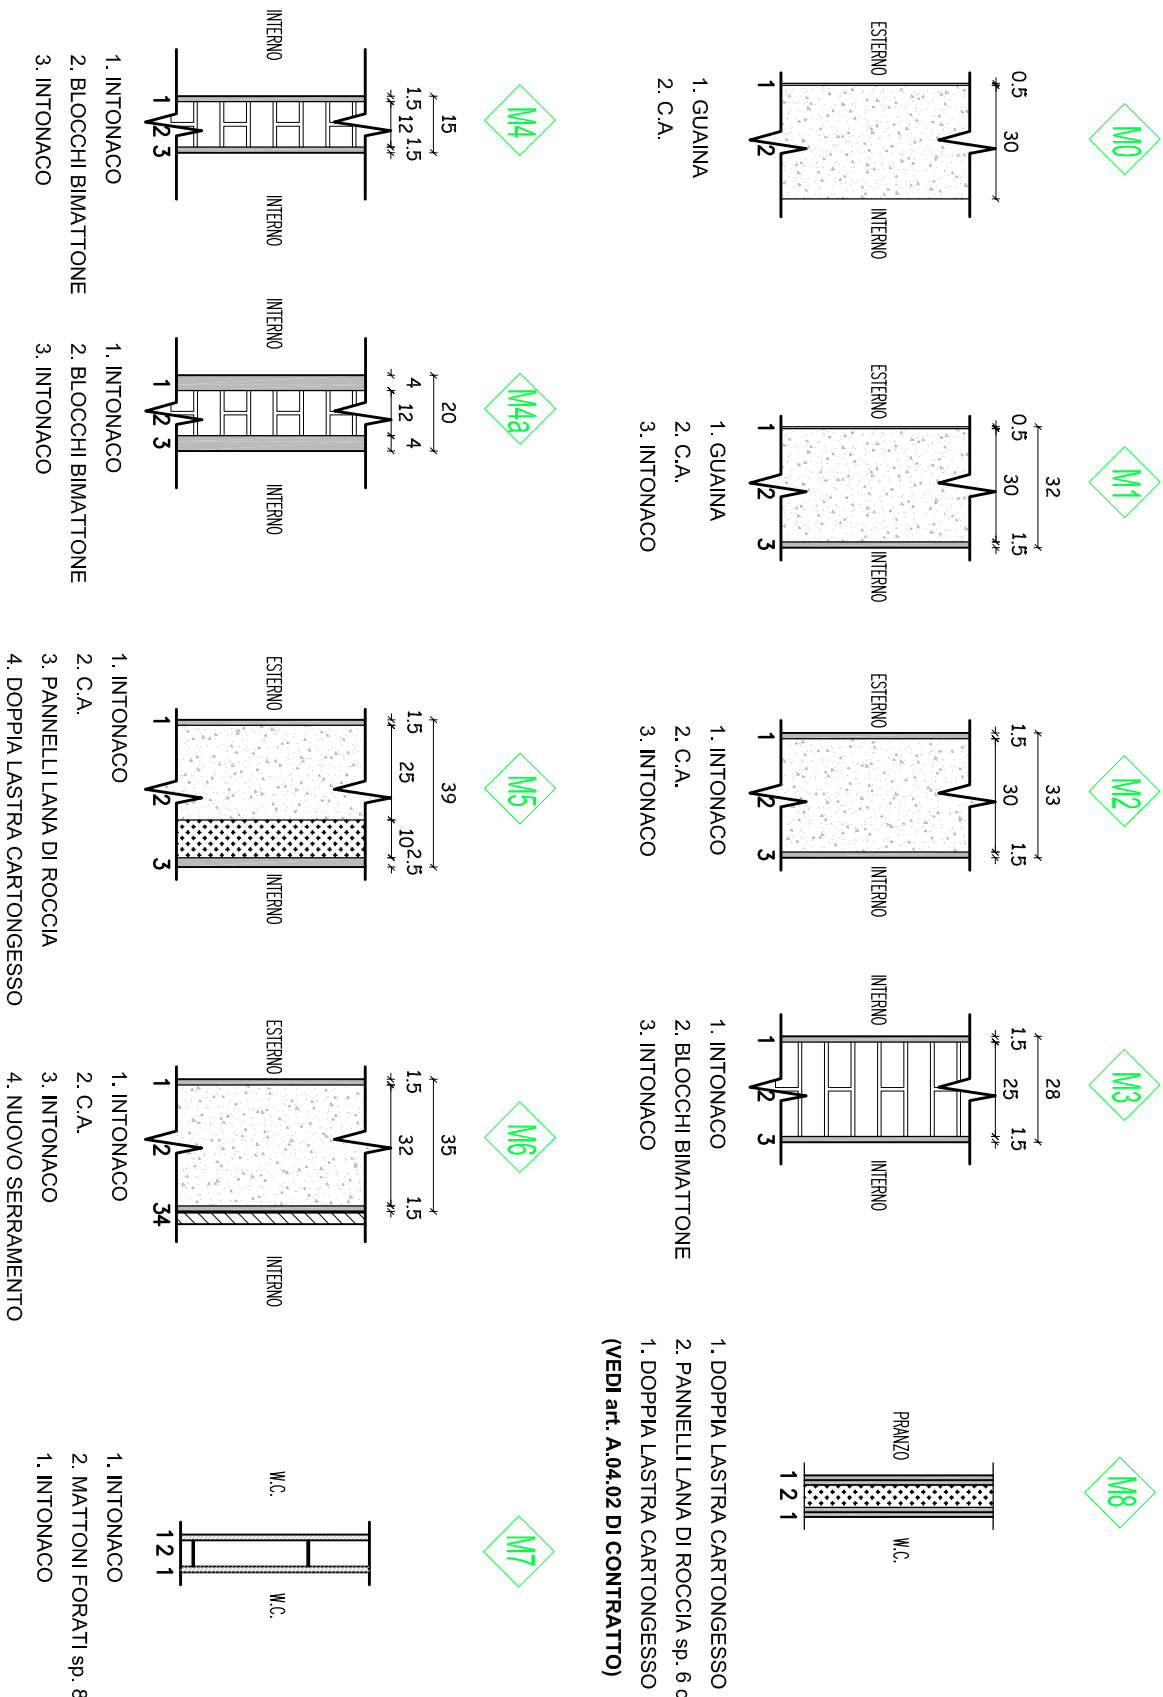 M0
0.5
30
ESTERNO
INTERNO
1
2
1. GUAINA
2. C.A.
M1
32
0.5
30
1.5
ESTERNO
INTERNO
1
2
3
1. GUAINA
2. C.A.
3. INTONACO
M2
33
1.5
30
1.5
ESTERNO
INTERNO
1
2
3
1. INTONACO
2. C.A.
3. INTONACO
M3
28
1.5
25
1.5
INTERNO
INTERNO
1
2
3
1. INTONACO
2. BLOCCHI BIMATTONE
3. INTONACO
M8
PRANZO
W.C.
1 2 1
1. DOPPIA LASTRA CARTONGESSO
2. PANNELLI LANA DI ROCCIA sp. 6
1. DOPPIA LASTRA CARTONGESSO
(VEDI art. A.04.02 DI CONTRATTO)
M4
15
1.5
12
1.5
INTERNO
INTERNO
1
2
3
1. INTONACO
2. BLOCCHI BIMATTONE
3. INTONACO
M4a
20
4
12
4
INTERNO
INTERNO
1
2
3
1. INTONACO
2. BLOCCHI BIMATTONE
3. INTONACO
M5
39
1.5
25
10
2.5
ESTERNO
INTERNO
1
2
3
1. INTONACO
2. C.A.
3. PANNELLI LANA DI ROCCIA
4. DOPPIA LASTRA CARTONGESSO
M6
35
1.5
32
1.5
ESTERNO
INTERNO
1
2
34
1. INTONACO
2. C.A.
3. INTONACO
4. NUOVO SERRAMENTO
M7
W.C.
W.C.
1 2 1
1. INTONACO
2. MATTONI FORATI sp. 8
1. INTONACO